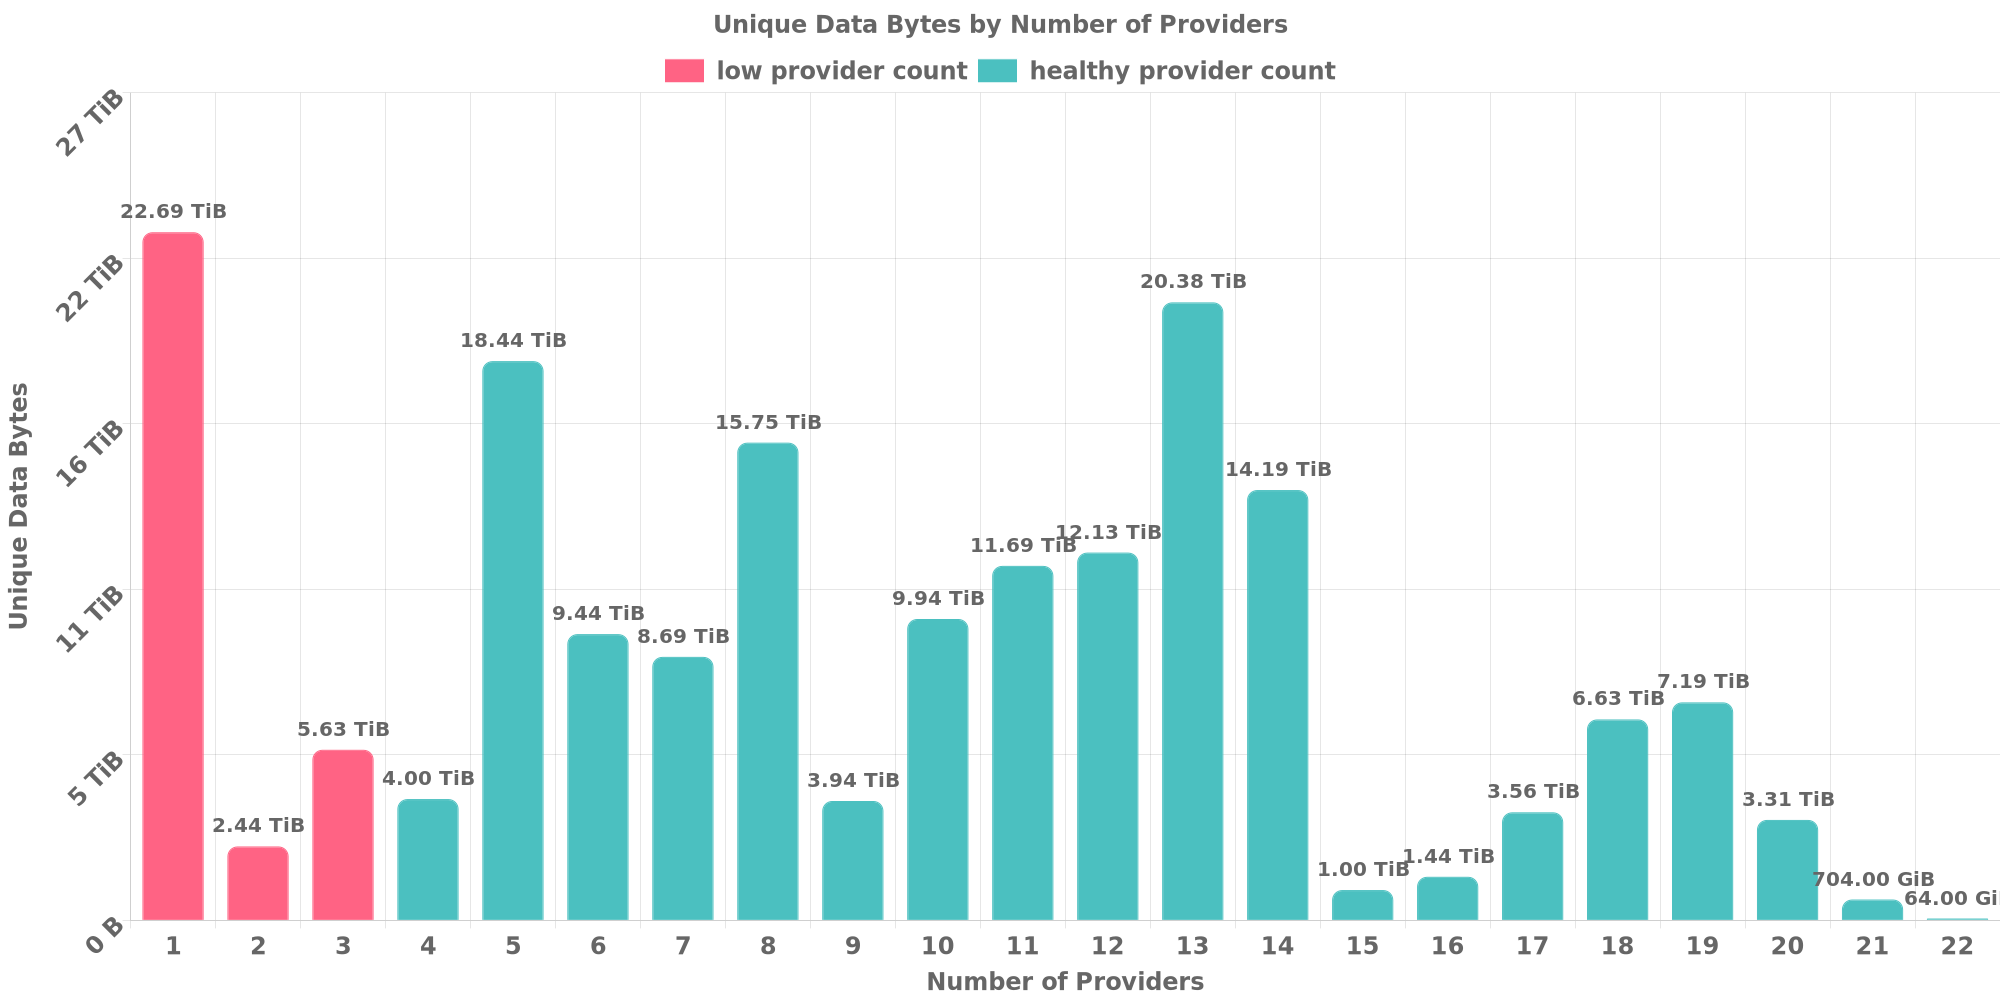 Unique Data Bytes by Number of Providers
low provider count
healthy provider count
27 TiB
22 TiB
16 TiB
11 TiB
5 TiB
0 B
Unique Data Bytes
22.69 TiB
2.44 TiB
5.63 TiB
4.00 TiB
18.44 TiB
9.44 TiB
8.69 TiB
15.75 TiB
3.94 TiB
9.94 TiB
11.69 TiB
12.13 TiB
20.38 TiB
14.19 TiB
1.00 TiB
1.44 TiB
3.56 TiB
6.63 TiB
7.19 TiB
3.31 TiB
704.00 GiB
64.00 Gi
1 2 3 4 5 6 7 8 9 10 11 12 13 14 15 16 17 18 19 20 21 22
Number of Providers